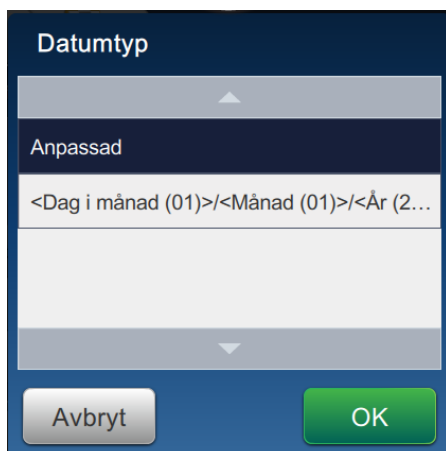 Datumtyp
Anpassad
<Dag i månad (01)>/<Månad (01)>/<År (2...
Avbryt
OK